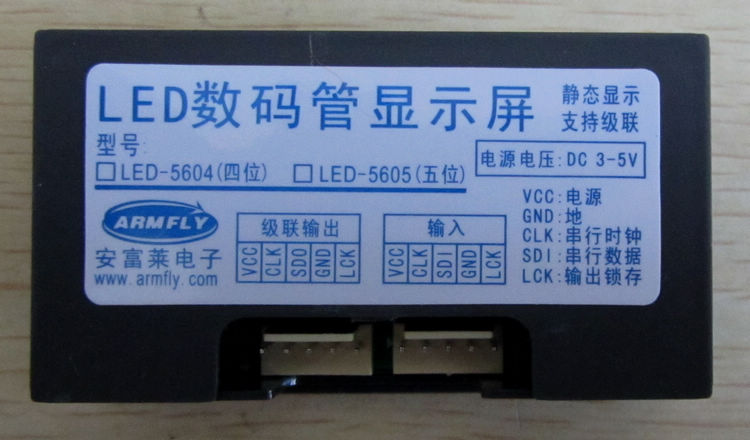 LED数码管显示屏
静态显示
支持级联
型号:
□LED-5604(四位) □LED-5605(五位)
电源电压:DC 3-5V
ARMFLY
安富莱电子
www.armfly.com
级联输出
VCC CLK SDO GND LCK
输入
VCC CLK SDI GND LCK
VCC:电源
GND:地
CLK:串行时钟
SDI:串行数据
LCK:输出锁存